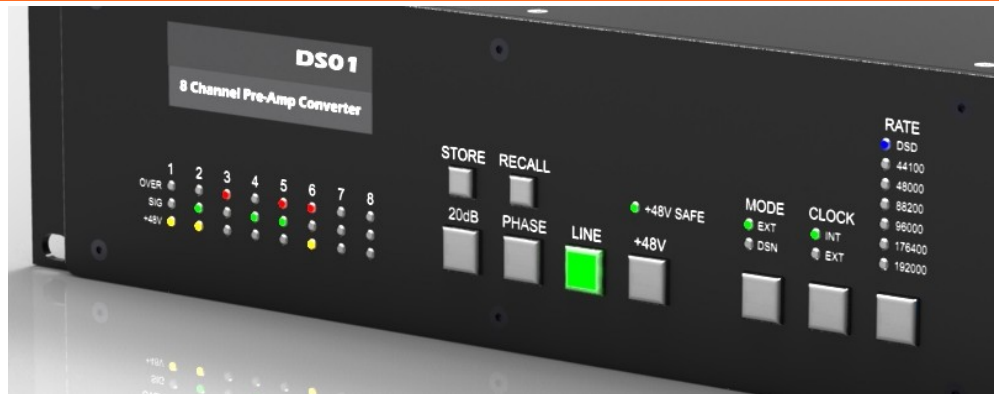 DS01
8 Channel Pre-Amp Converter
1 2 3 4 5 6 7 8
OVER
SIG
+48V
STORE RECALL
20dB PHASE LINE +48V
+48V SAFE
MODE
EXT
DSN
CLOCK
INT
EXT
RATE
DSD
44100
48000
88200
96000
176400
192000